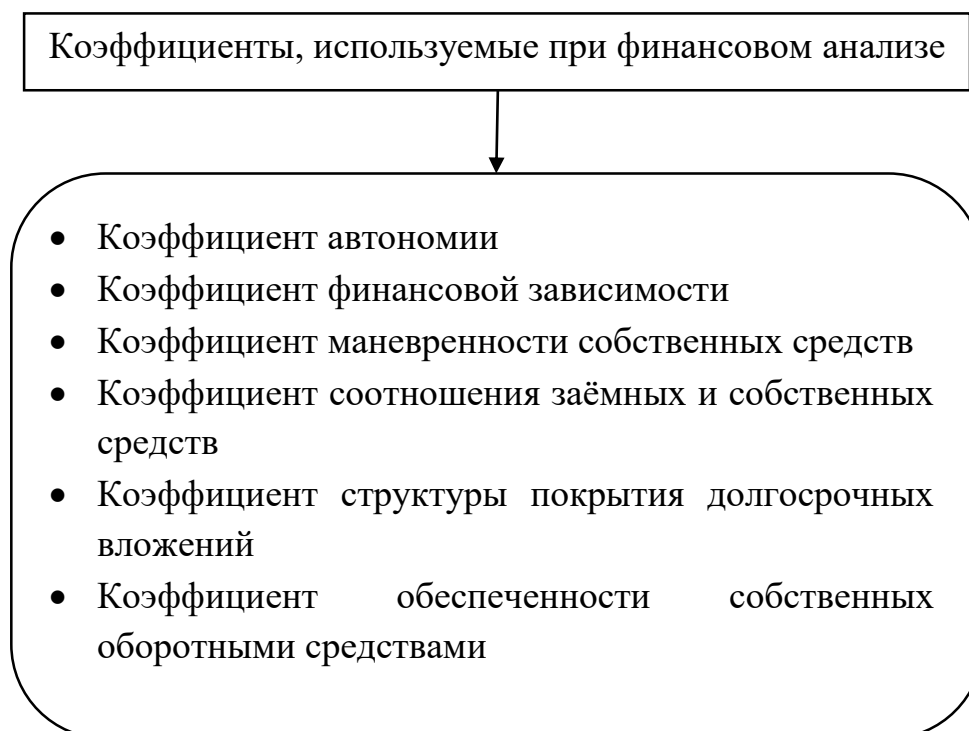 Коэффициенты, используемые при финансовом анализе
• Коэффициент автономии
• Коэффициент финансовой зависимости
• Коэффициент маневренности собственных средств
• Коэффициент соотношения заёмных и собственных
средств
• Коэффициент структуры покрытия долгосрочных
вложений
• Коэффициент обеспеченности собственных
оборотными средствами